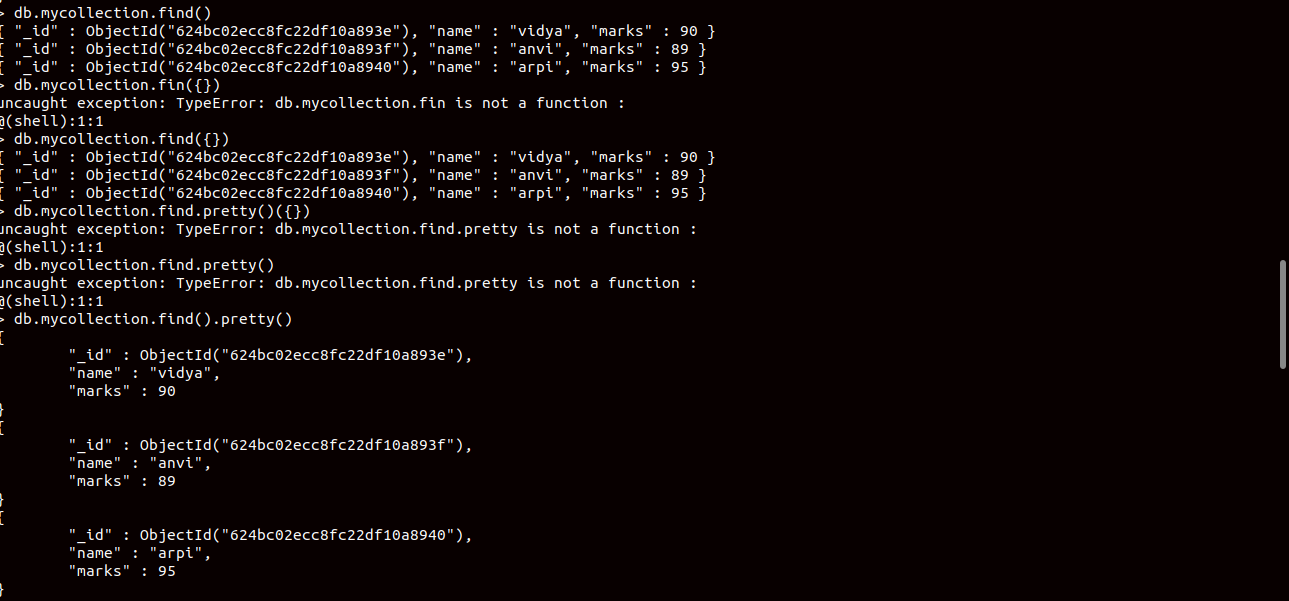 > db.mycollection.find()
{ "_id" : ObjectId("624bc02ecc8fc22df10a893e"), "name" : "vidya", "marks" : 90 }
{ "_id" : ObjectId("624bc02ecc8fc22df10a893f"), "name" : "anvi", "marks" : 89 }
{ "_id" : ObjectId("624bc02ecc8fc22df10a8940"), "name" : "arpi", "marks" : 95 }
> db.mycollection.fin({})
uncaught exception: TypeError: db.mycollection.fin is not a function :
@(shell):1:1
> db.mycollection.find({})
{ "_id" : ObjectId("624bc02ecc8fc22df10a893e"), "name" : "vidya", "marks" : 90 }
{ "_id" : ObjectId("624bc02ecc8fc22df10a893f"), "name" : "anvi", "marks" : 89 }
{ "_id" : ObjectId("624bc02ecc8fc22df10a8940"), "name" : "arpi", "marks" : 95 }
> db.mycollection.find.pretty()({})
uncaught exception: TypeError: db.mycollection.find.pretty is not a function :
@(shell):1:1
> db.mycollection.find.pretty()
uncaught exception: TypeError: db.mycollection.find.pretty is not a function :
@(shell):1:1
> db.mycollection.find().pretty()
{
"_id" : ObjectId("624bc02ecc8fc22df10a893e"),
"name" : "vidya",
"marks" : 90
}
{
"_id" : ObjectId("624bc02ecc8fc22df10a893f"),
"name" : "anvi",
"marks" : 89
}
{
"_id" : ObjectId("624bc02ecc8fc22df10a8940"),
"name" : "arpi",
"marks" : 95
}